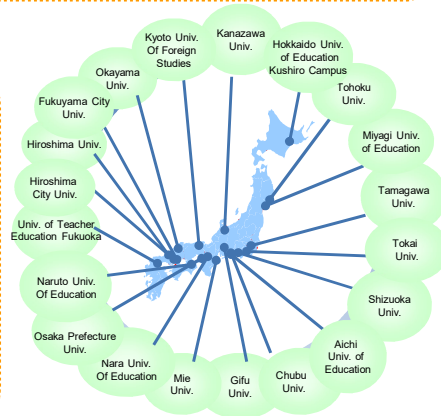 Kanazawa
Univ.
Hokkaido Univ.
of Education
Kushiro Campus
Tohoku
Univ.
Miyagi Univ.
of Education
Tamagawa
Univ.
Tokai
Univ.
Shizuoka
Univ.
Aichi
Univ. of
Education
Chubu
Univ.
Gifu
Univ.
Mie
Univ.
Nara Univ.
Of Education
Osaka Prefecture
Univ.
Naruto Univ.
Of Education
Univ. of Teacher
Education Fukuoka
Hiroshima
City Univ.
Hiroshima Univ.
Fukuyama City
Univ.
Okayama
Univ.
Kyoto Univ.
Of Foreign
Studies